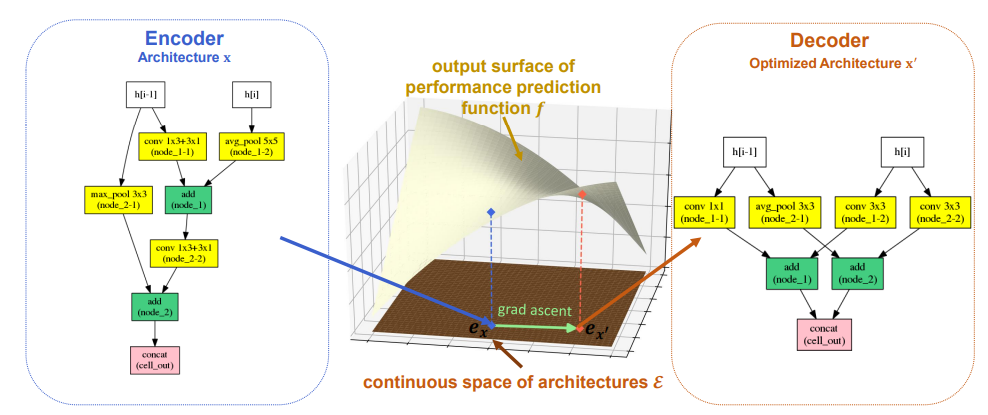 Encoder
Architecture x
h[i-1]
h[i]
conv 1x3+3x1
(node_1-1)
avg_pool 5x5
(node_1-2)
max_pool 3x3
(node_2-1)
add
(node_1)
conv 1x3+3x1
(node_2-2)
add
(node_2)
concat
(cell_out)
output surface of
performance prediction
function f
grad ascent
eₓ
eₓ′
continuous space of architectures ℰ
Decoder
Optimized Architecture x′
h[i-1]
h[i]
conv 1x1
(node_1-1)
avg_pool 3x3
(node_2-1)
conv 3x3
(node_1-2)
conv 3x3
(node_2-2)
add
(node_1)
add
(node_2)
concat
(cell_out)